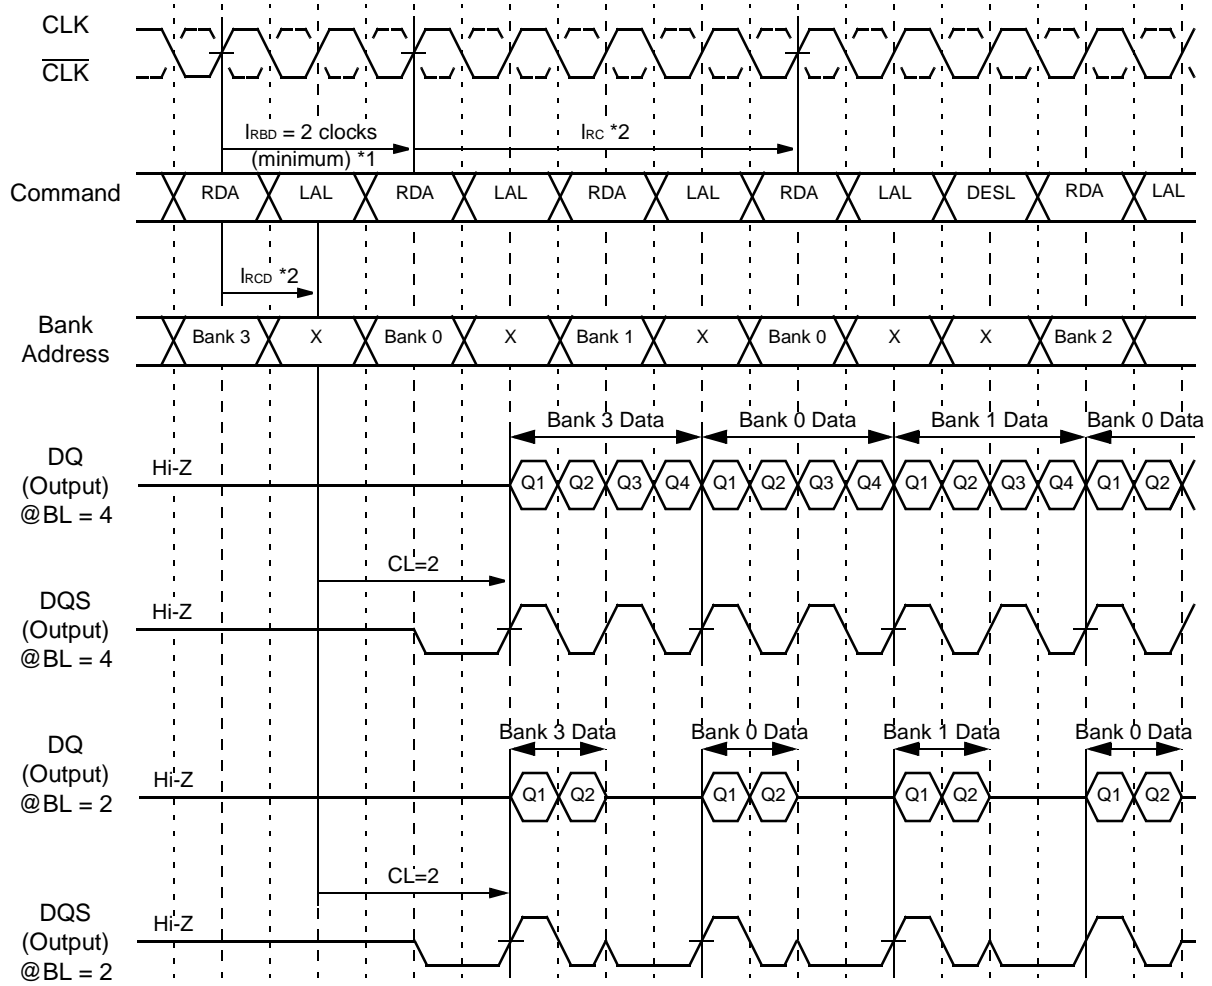 CLK
CLK
IRBD = 2 clocks
(minimum) *1
IRC *2
Command
RDA LAL RDA LAL RDA LAL RDA LAL DESL RDA LAL
IRCD *2
Bank
Address
Bank 3 X Bank 0 X Bank 1 X Bank 0 X X Bank 2
Bank 3 Data Bank 0 Data Bank 1 Data Bank 0 Data
DQ
(Output)
@BL = 4
Hi-Z
Q1 Q2 Q3 Q4 Q1 Q2 Q3 Q4 Q1 Q2 Q3 Q4 Q1 Q2
CL=2
DQS
(Output)
@BL = 4
Hi-Z
Bank 3 Data Bank 0 Data Bank 1 Data Bank 0 Data
DQ
(Output)
@BL = 2
Hi-Z
Q1 Q2 Q1 Q2 Q1 Q2 Q1 Q2
CL=2
DQS
(Output)
@BL = 2
Hi-Z